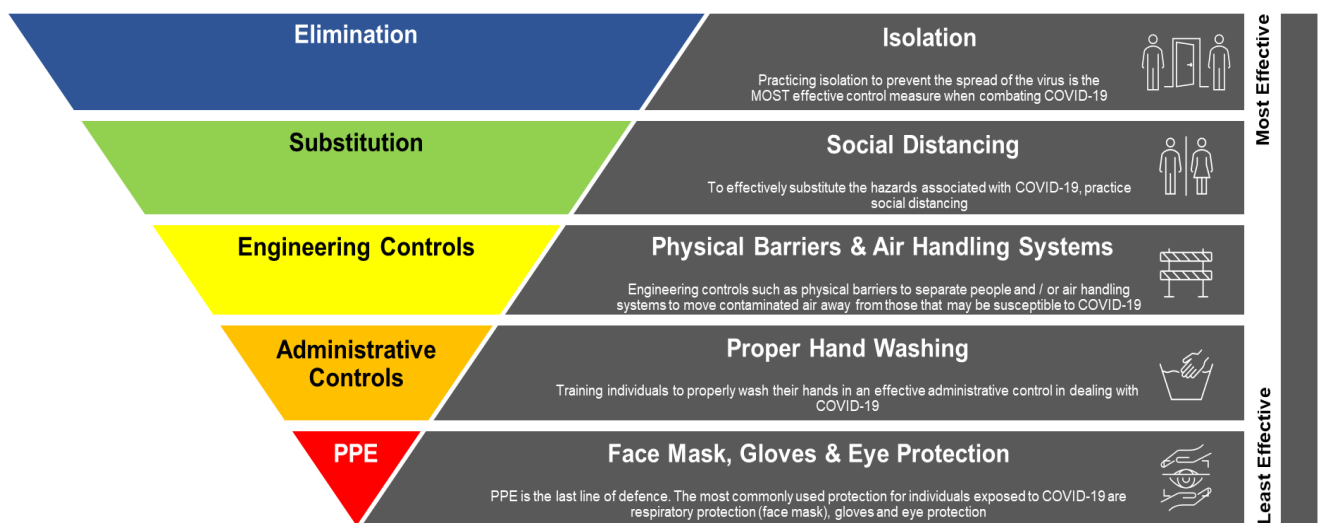 Elimination
Isolation
Practicing isolation to prevent the spread of the virus is the
MOST effective control measure when combating COVID-19
Most Effective
Substitution
Social Distancing
To effectively substitute the hazards associated with COVID-19, practice
social distancing
Engineering Controls
Physical Barriers & Air Handling Systems
Engineering controls such as physical barriers to separate people and / or air handling
systems to move contaminated air away from those that may be susceptible to COVID-19
Administrative
Controls
Proper Hand Washing
Training individuals to properly wash their hands in an effective administrative control in dealing with
COVID-19
PPE
Face Mask, Gloves & Eye Protection
PPE is the last line of defence. The most commonly used protection for individuals exposed to COVID-19 are
respiratory protection (face mask), gloves and eye protection
Least Effective